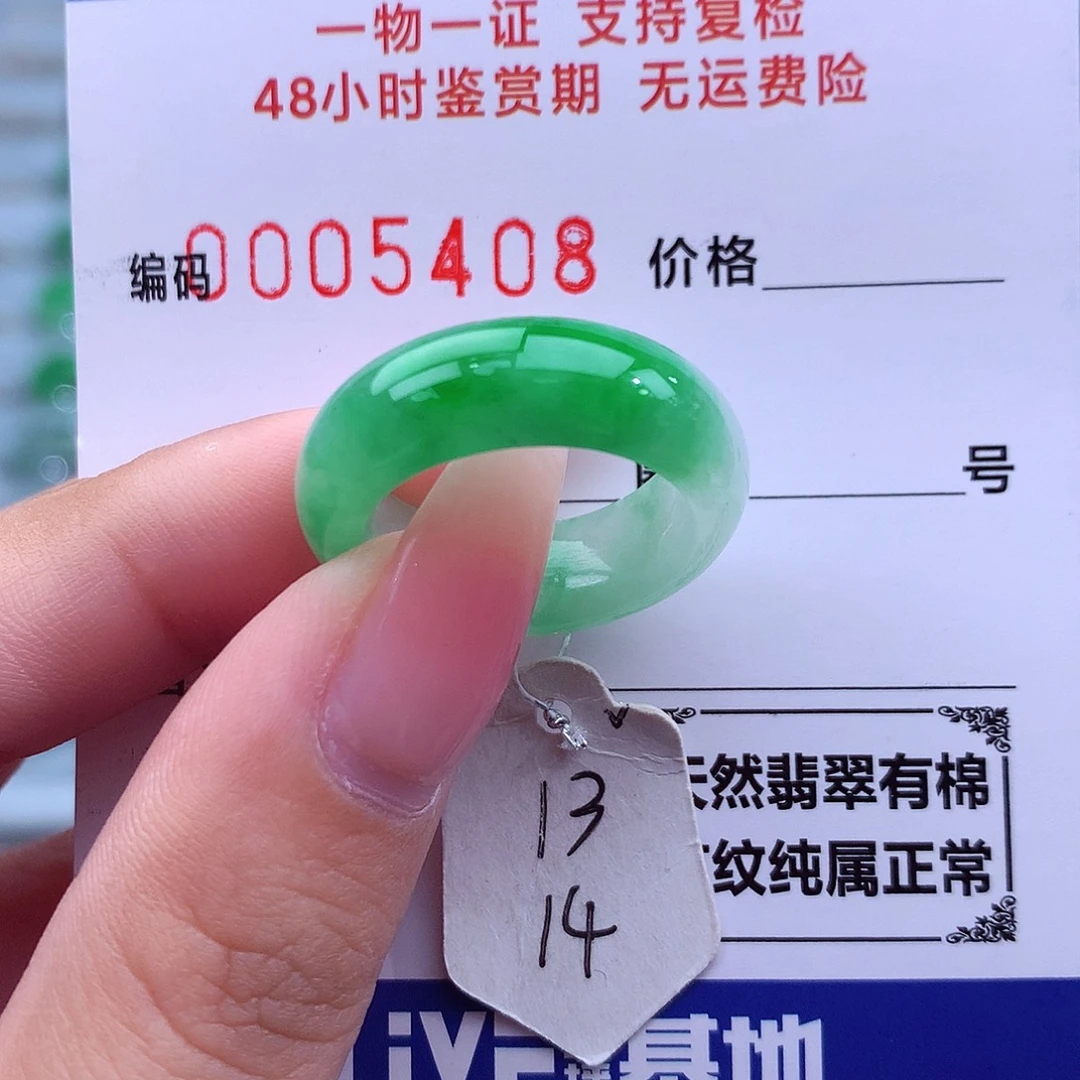 一物一证 支持复检
48小时鉴赏期 无运费险
编码0005408 价格
号
天然翡翠有棉
纹纯属正常
13
14
基地